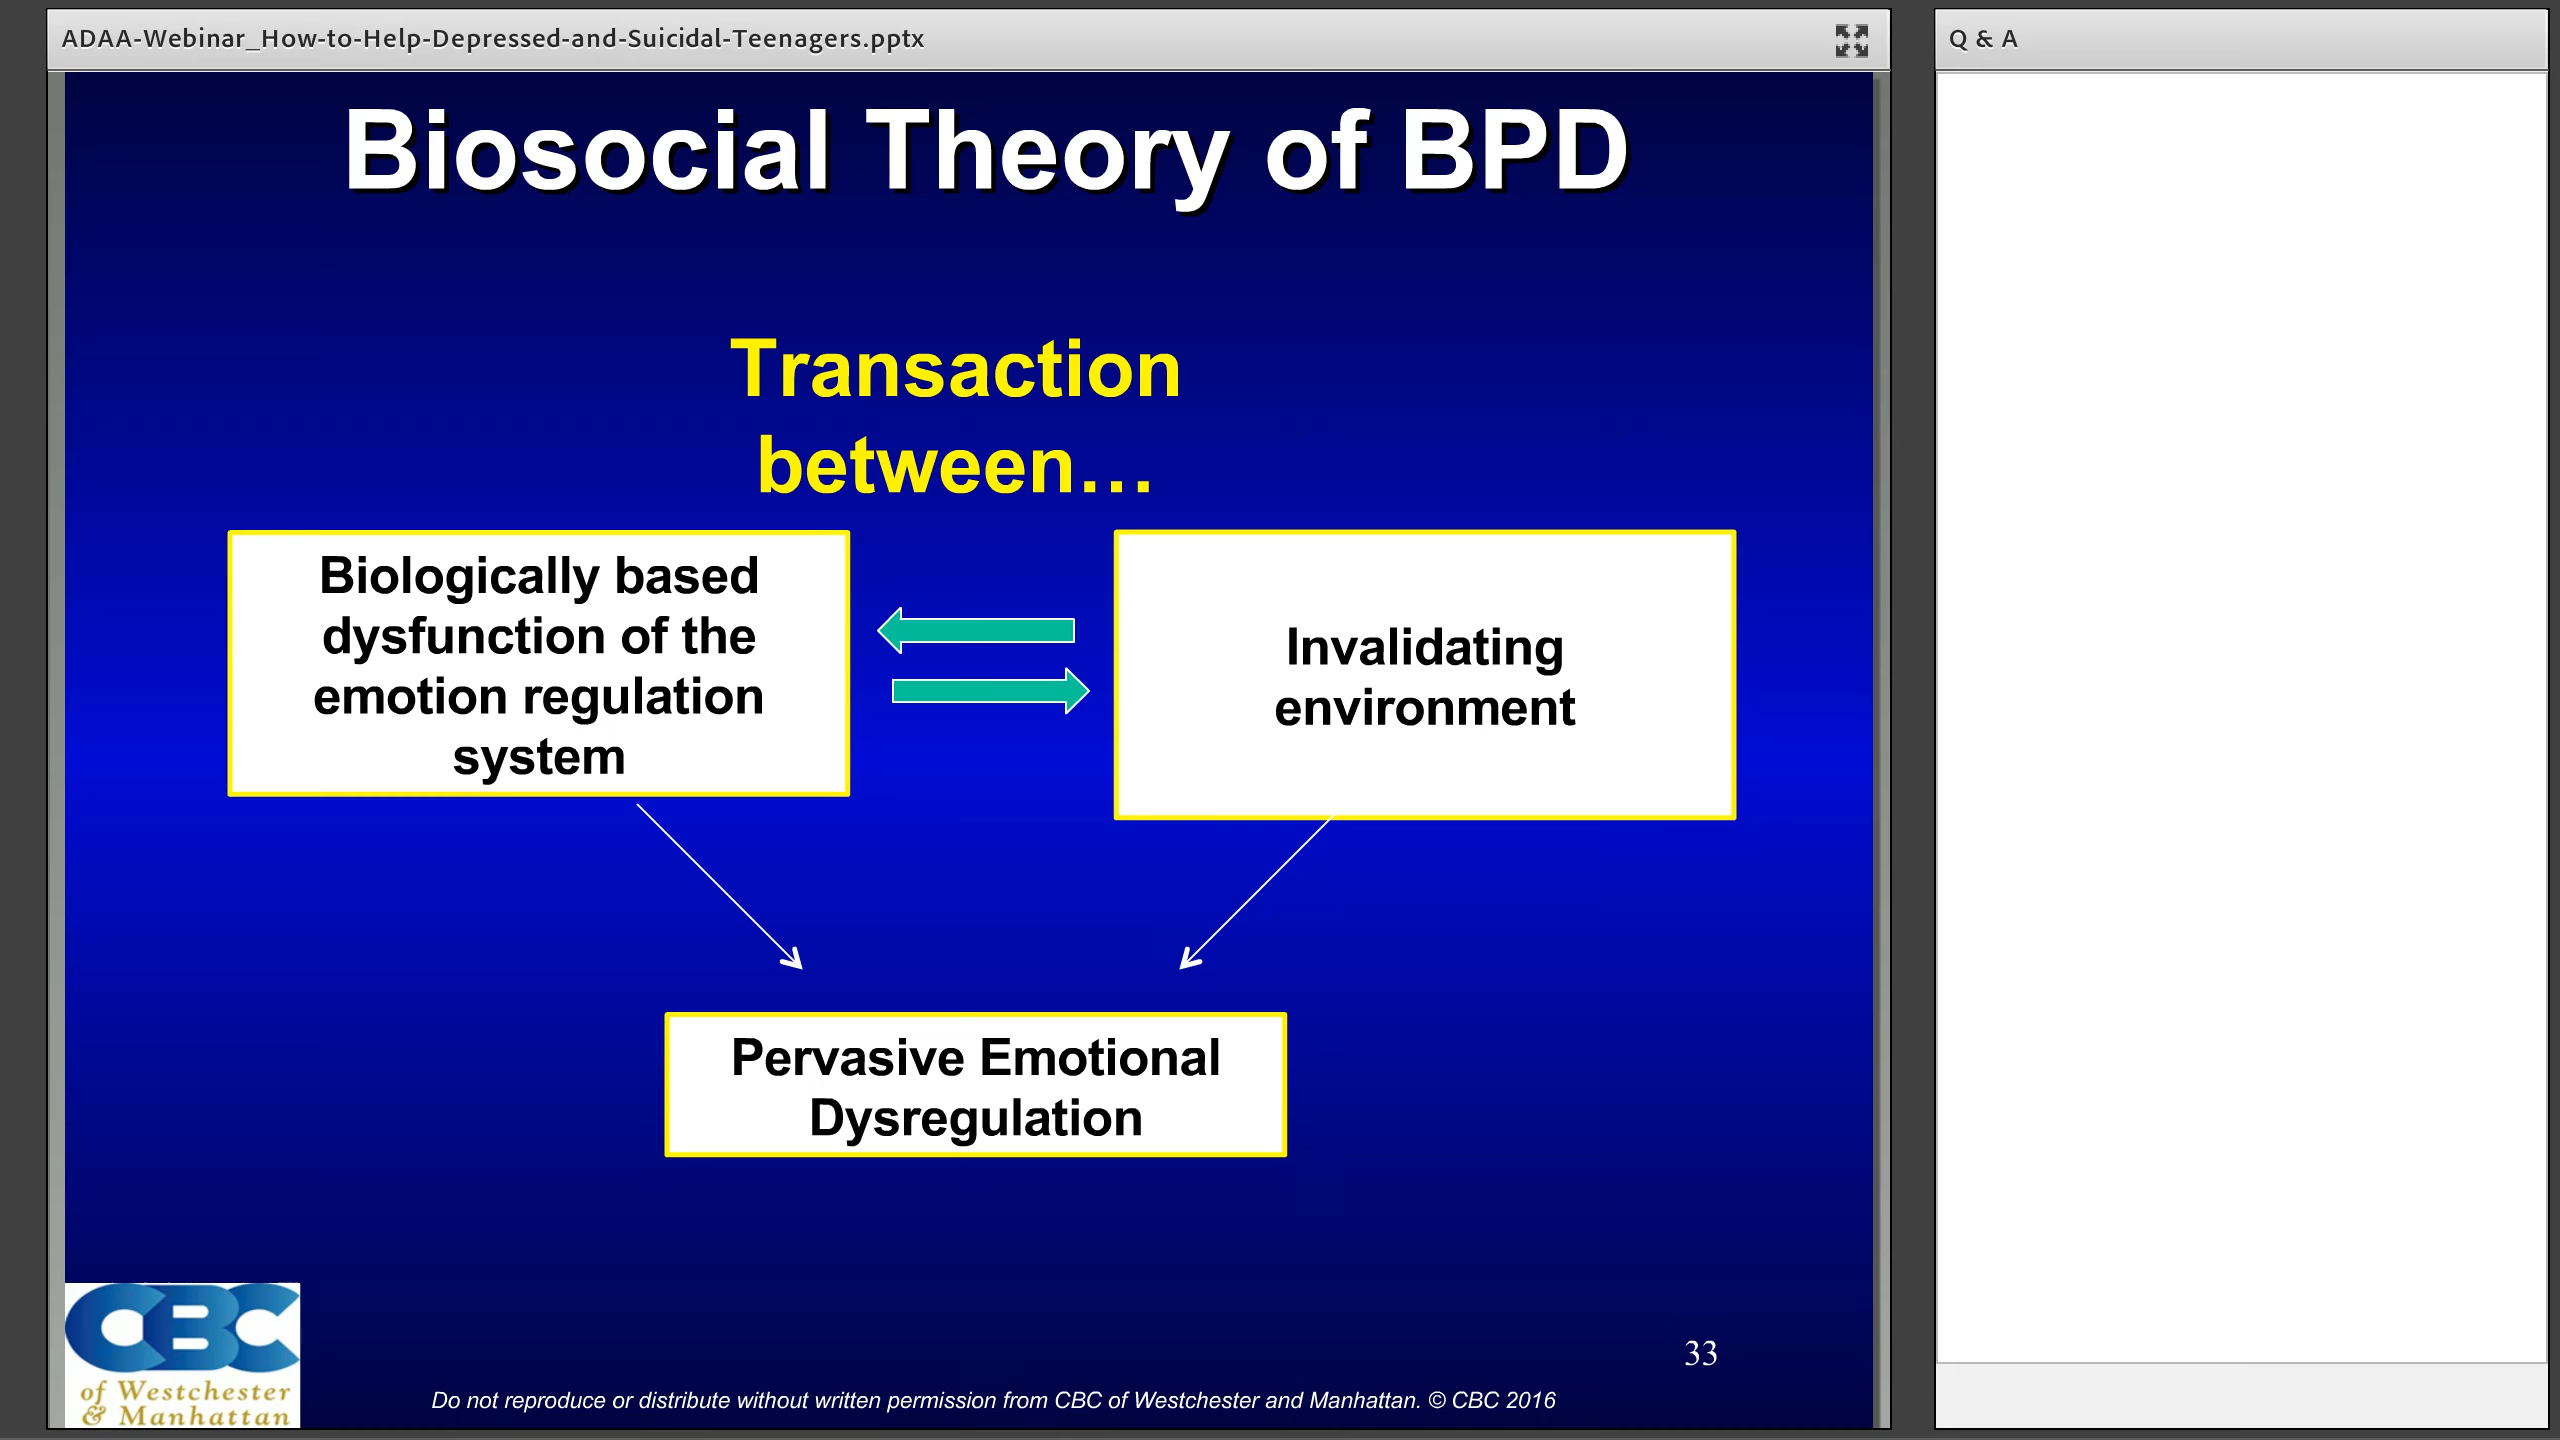 ADAA-Webinar_How-to-Help-Depressed-and-Suicidal-Teenagers.pptx
Q & A
Biosocial Theory of BPD
Transaction
between…
Biologically based
dysfunction of the
emotion regulation
system
Invalidating
environment
Pervasive Emotional
Dysregulation
CBC
of Westchester
& Manhattan
33
Do not reproduce or distribute without written permission from CBC of Westchester and Manhattan. © CBC 2016